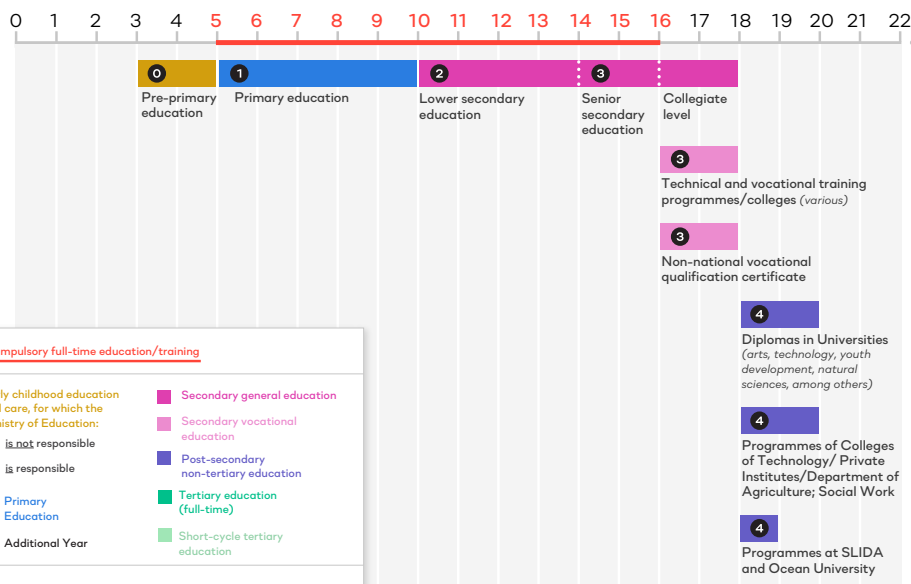 0 1 2 3 4 5 6 7 8 9 10 11 12 13 14 15 16 17 18 19 20 21 22
0 1 2 3
Pre-primary
education
Primary education
Lower secondary
education
Senior
secondary
education
Collegiate
level
3
Technical and vocational training
programmes/colleges (various)
3
Non-national vocational
qualification certificate
4
Diplomas in Universities
(arts, technology, youth
development, natural
sciences, among others)
4
Programmes of Colleges
of Technology/ Private
Institutes/Department of
Agriculture; Social Work
4
Programmes at SLIDA
and Ocean University
mpulsory full-time education/training
ly childhood education
l care, for which the
nistry of Education:
is not responsible
is responsible
Primary
Education
Additional Year
Secondary general education
Secondary vocational
education
Post-secondary
non-tertiary education
Tertiary education
(full-time)
Short-cycle tertiary
education